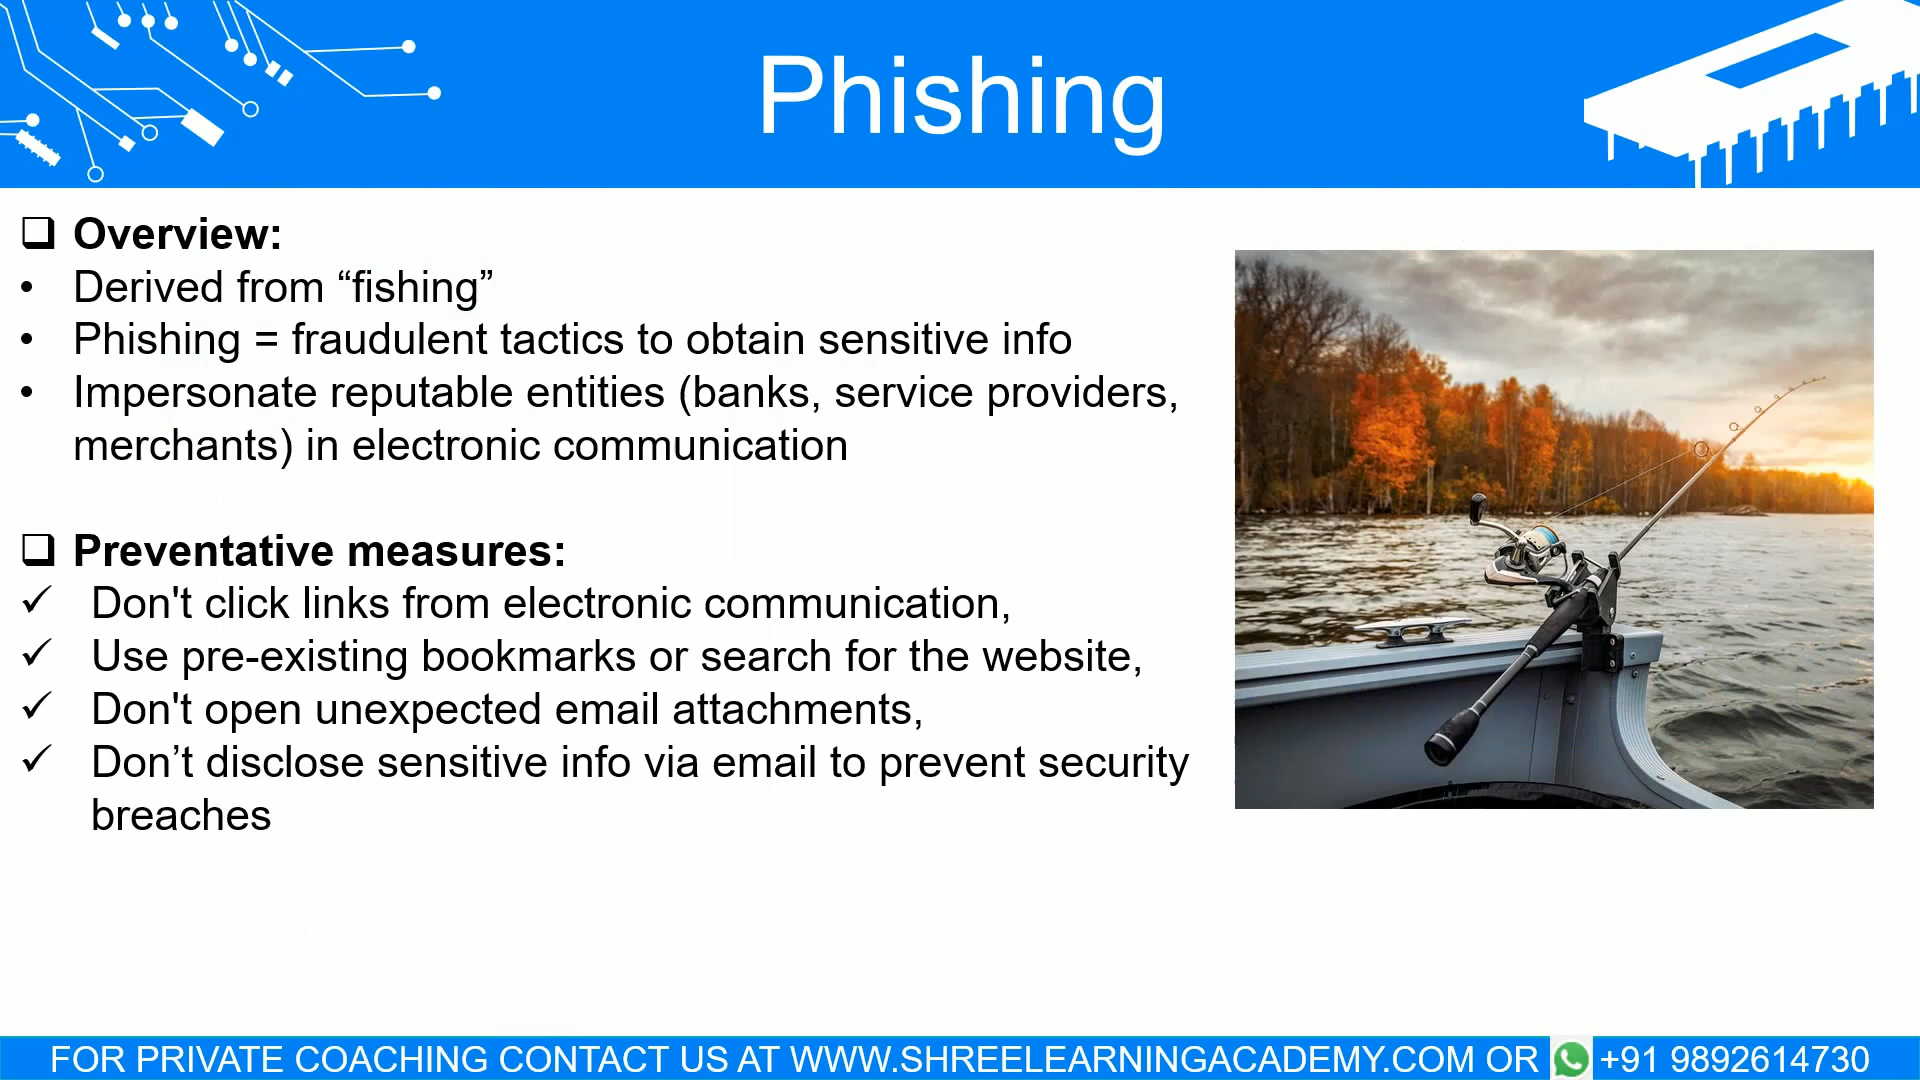 Phishing
❑ Overview:
• Derived from “fishing”
• Phishing = fraudulent tactics to obtain sensitive info
• Impersonate reputable entities (banks, service providers,
merchants) in electronic communication
❑ Preventative measures:
✓ Don't click links from electronic communication,
✓ Use pre-existing bookmarks or search for the website,
✓ Don't open unexpected email attachments,
✓ Don’t disclose sensitive info via email to prevent security
breaches
FOR PRIVATE COACHING CONTACT US AT WWW.SHREELEARNINGACADEMY.COM OR +91 9892614730